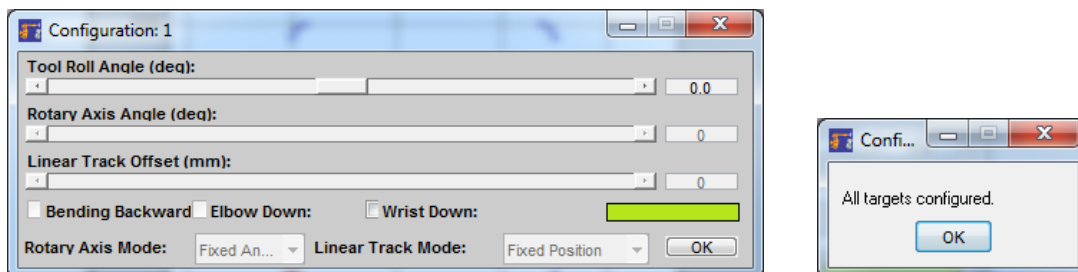 Configuration: 1
Tool Roll Angle (deg):
0.0
Rotary Axis Angle (deg):
0
Linear Track Offset (mm):
0
Bending Backward Elbow Down: Wrist Down:
Rotary Axis Mode: Fixed An... Linear Track Mode: Fixed Position OK
Confi...
All targets configured.
OK